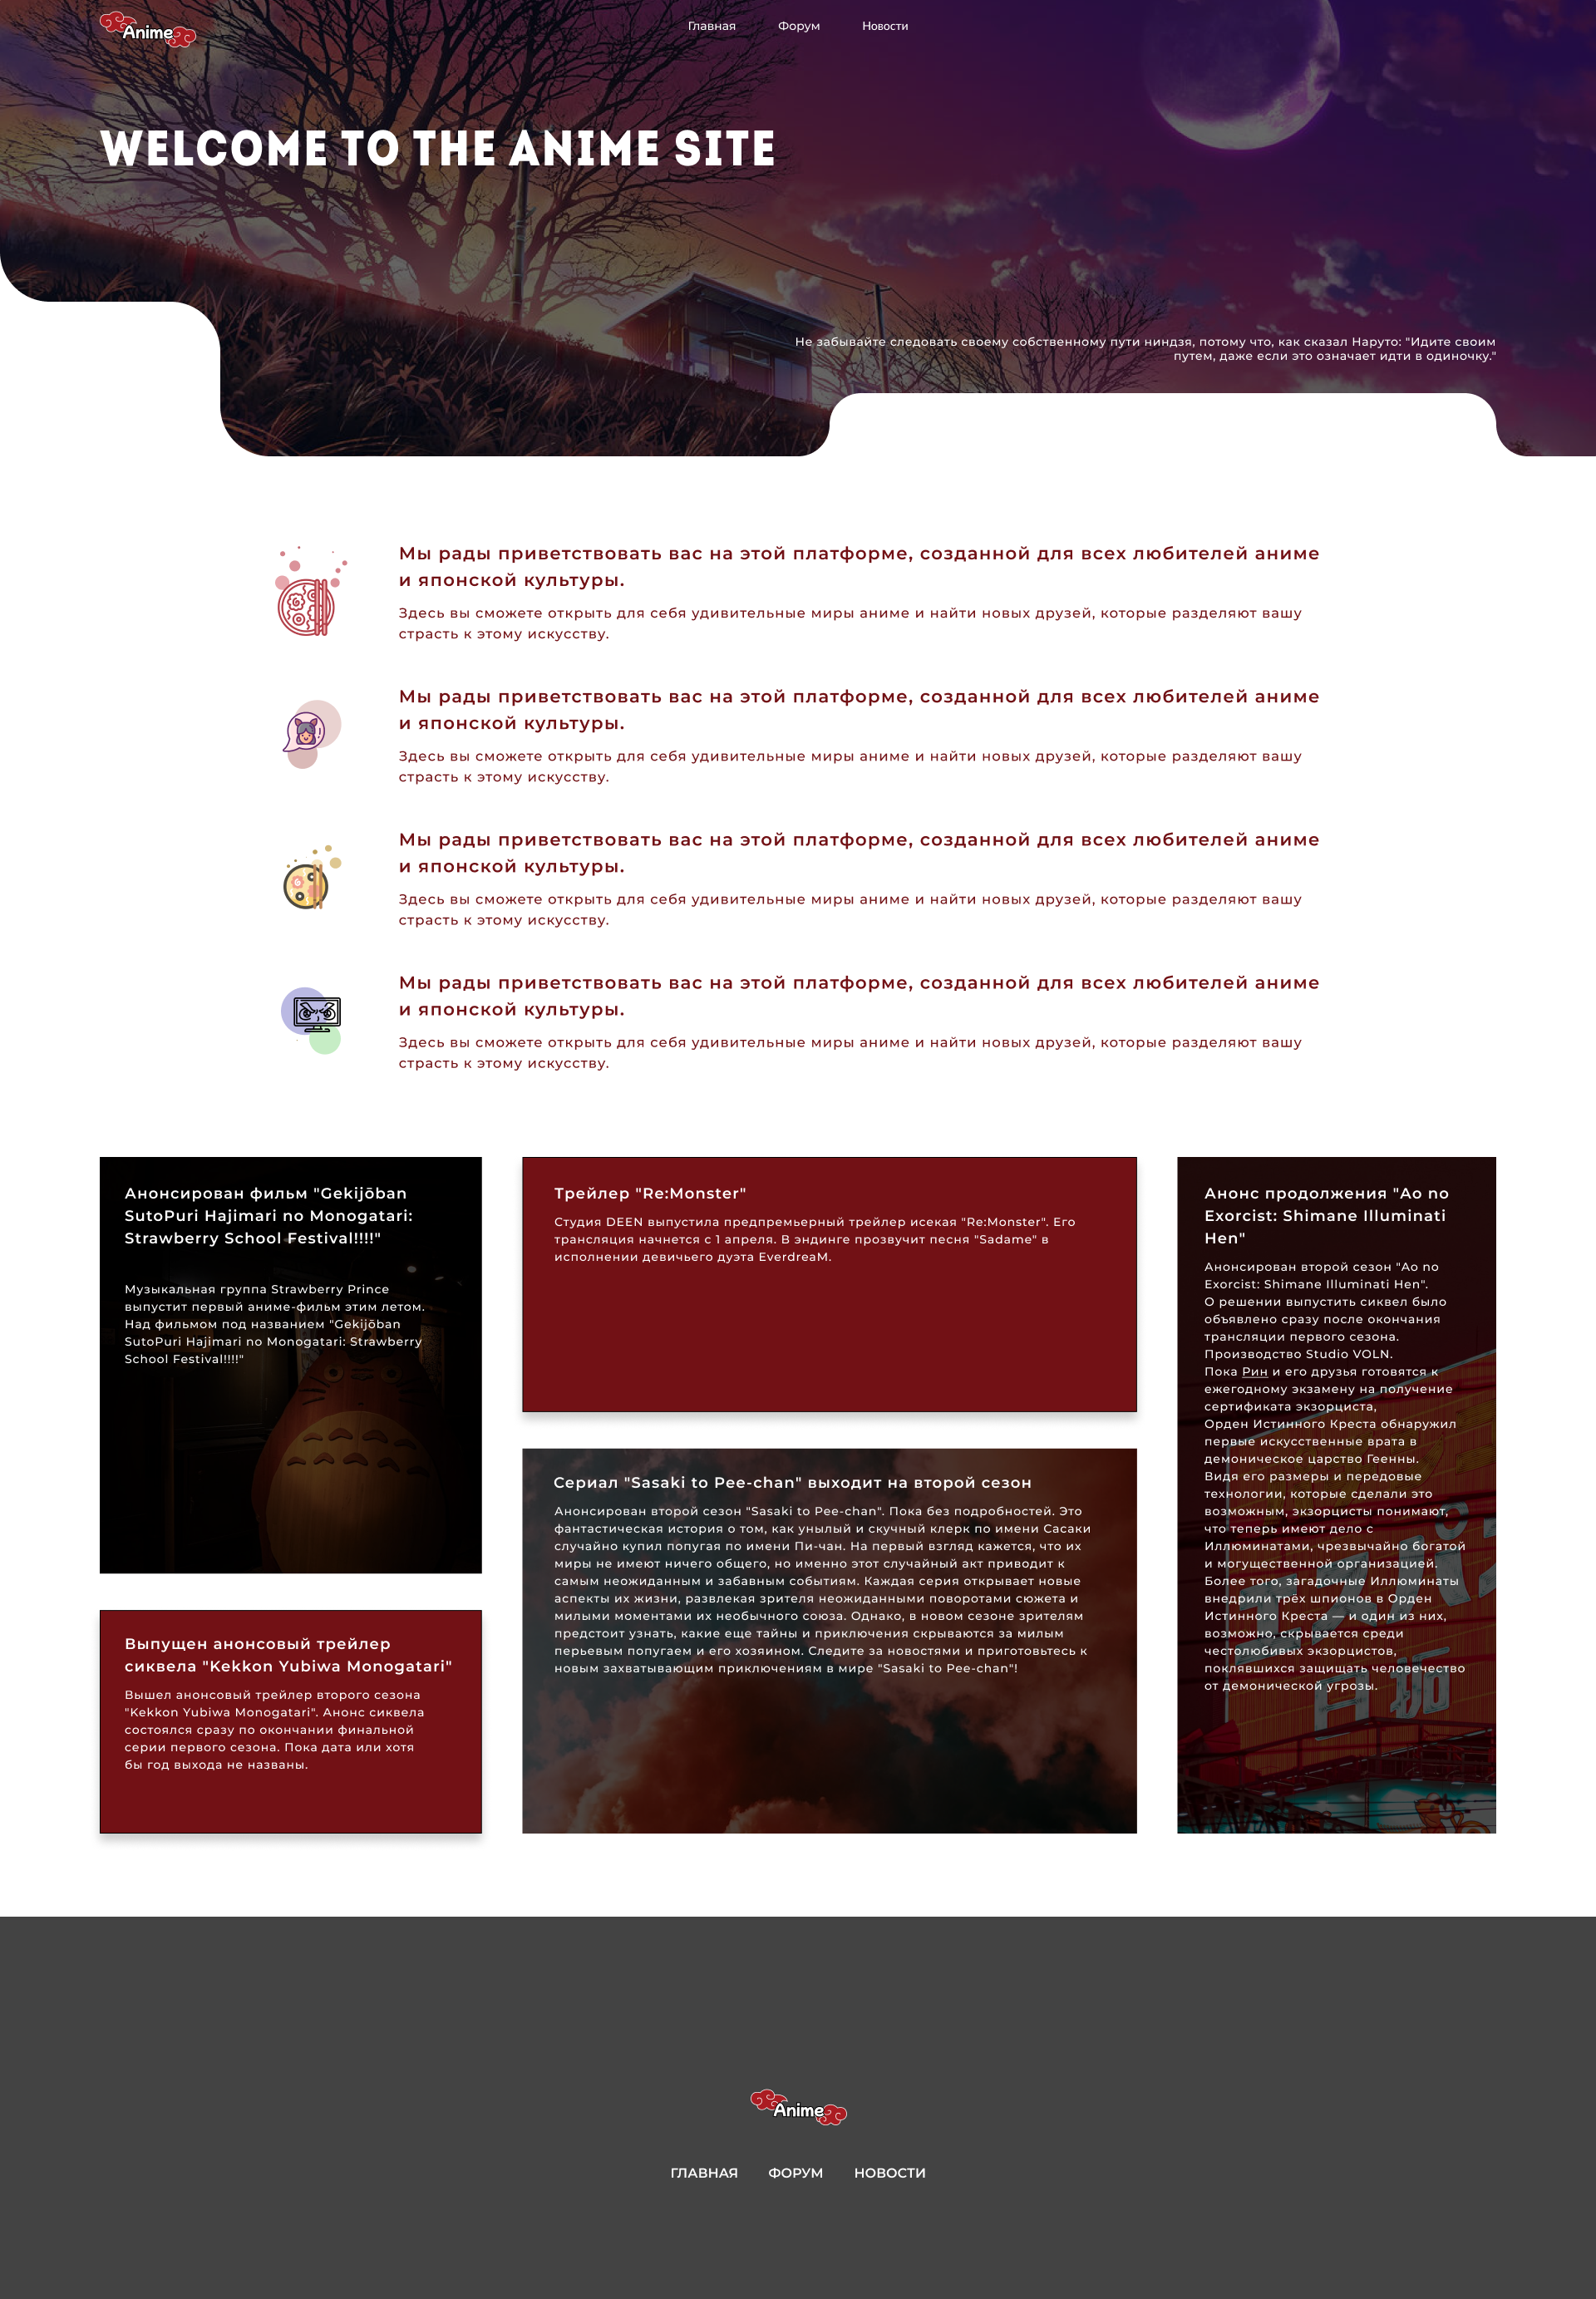 Anime
Главная
Форум
Новости
WELCOME TO THE ANIME SITE
Не забывайте следовать своему собственному пути ниндзя, потому что, как сказал Наруто: "Идите своим
путем, даже если это означает идти в одиночку."
Мы рады приветствовать вас на этой платформе, созданной для всех любителей аниме
и японской культуры.
Здесь вы сможете открыть для себя удивительные миры аниме и найти новых друзей, которые разделяют вашу
страсть к этому искусству.
Мы рады приветствовать вас на этой платформе, созданной для всех любителей аниме
и японской культуры.
Здесь вы сможете открыть для себя удивительные миры аниме и найти новых друзей, которые разделяют вашу
страсть к этому искусству.
Мы рады приветствовать вас на этой платформе, созданной для всех любителей аниме
и японской культуры.
Здесь вы сможете открыть для себя удивительные миры аниме и найти новых друзей, которые разделяют вашу
страсть к этому искусству.
Мы рады приветствовать вас на этой платформе, созданной для всех любителей аниме
и японской культуры.
Здесь вы сможете открыть для себя удивительные миры аниме и найти новых друзей, которые разделяют вашу
страсть к этому искусству.
Анонсирован фильм "Gekijōban
SutoPuri Hajimari no Monogatari:
Strawberry School Festival!!!!"
Музыкальная группа Strawberry Prince
выпустит первый аниме-фильм этим летом.
Над фильмом под названием "Gekijōban
SutoPuri Hajimari no Monogatari: Strawberry
School Festival!!!!"
Выпущен анонсовый трейлер
сиквела "Kekkon Yubiwa Monogatari"
Вышел анонсовый трейлер второго сезона
"Kekkon Yubiwa Monogatari". Анонс сиквела
состоялся сразу по окончании финальной
серии первого сезона. Пока дата или хотя
бы год выхода не названы.
Трейлер "Re:Monster"
Студия DEEN выпустила предпремьерный трейлер исекая "Re:Monster". Его
трансляция начнется с 1 апреля. В эндинге прозвучит песня "Sadame" в
исполнении девичьего дуэта EverdreaM.
Сериал "Sasaki to Pee-chan" выходит на второй сезон
Анонсирован второй сезон "Sasaki to Pee-chan". Пока без подробностей. Это
фантастическая история о том, как унылый и скучный клерк по имени Сасаки
случайно купил попугая по имени Пи-чан. На первый взгляд кажется, что их
миры не имеют ничего общего, но именно этот случайный акт приводит к
самым неожиданным и забавным событиям. Каждая серия открывает новые
аспекты их жизни, развлекая зрителя неожиданными поворотами сюжета и
милыми моментами их необычного союза. Однако, в новом сезоне зрителям
предстоит узнать, какие еще тайны и приключения скрываются за милым
перьевым попугаем и его хозяином. Следите за новостями и приготовьтесь к
новым захватывающим приключениям в мире "Sasaki to Pee-chan"!
Анонс продолжения "Ao no
Exorcist: Shimane Illuminati
Hen"
Анонсирован второй сезон "Ao no
Exorcist: Shimane Illuminati Hen".
О решении выпустить сиквел было
объявлено сразу после окончания
трансляции первого сезона.
Производство Studio VOLN.
Пока Рин и его друзья готовятся к
ежегодному экзамену на получение
сертификата экзорциста,
Орден Истинного Креста обнаружил
первые искусственные врата в
демоническое царство Геенны.
Видя его размеры и передовые
технологии, которые сделали это
возможным, экзорцисты понимают,
что теперь имеют дело с
Иллюминатами, чрезвычайно богатой
и могущественной организацией.
Более того, загадочные Иллюминаты
внедрили трёх шпионов в Орден
Истинного Креста — и один из них,
возможно, скрывается среди
честолюбивых экзорцистов,
поклявшихся защищать человечество
от демонической угрозы.
Anime
ГЛАВНАЯ
ФОРУМ
НОВОСТИ